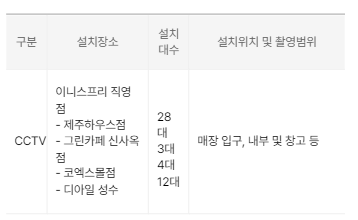 구분 설치장소 설치 대수 설치위치 및 촬영범위
이니스프리 직영
점
- 제주하우스점
- 그린카페 신사옥
점
- 코엑스몰점
- 디아일 성수
CCTV
28
대
3대
4대
12대
매장 입구, 내부 및 창고 등